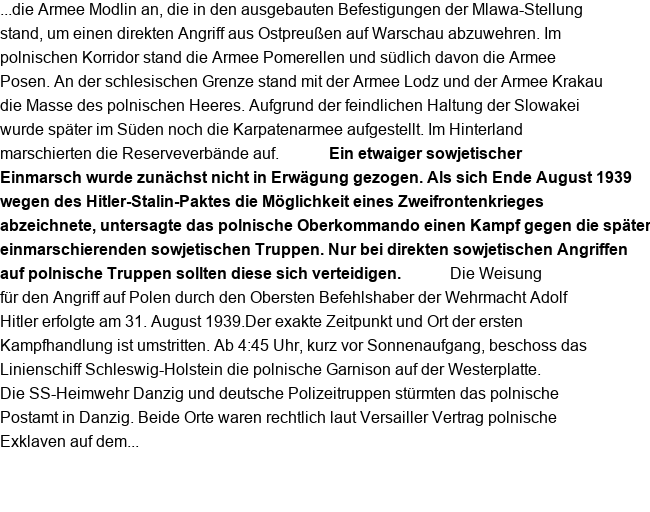 ...die Armee Modlin an, die in den ausgebauten Befestigungen der Mlawa-Stellung
stand, um einen direkten Angriff aus Ostpreußen auf Warschau abzuwehren. Im
polnischen Korridor stand die Armee Pomerellen und südlich davon die Armee
Posen. An der schlesischen Grenze stand mit der Armee Lodz und der Armee Krakau
die Masse des polnischen Heeres. Aufgrund der feindlichen Haltung der Slowakei
wurde später im Süden noch die Karpatenarmee aufgestellt. Im Hinterland
marschierten die Reserveverbände auf. Ein etwaiger sowjetischer
Einmarsch wurde zunächst nicht in Erwägung gezogen. Als sich Ende August 1939
wegen des Hitler-Stalin-Paktes die Möglichkeit eines Zweifrontenkrieges
abzeichnete, untersagte das polnische Oberkommando einen Kampf gegen die später
einmarschierenden sowjetischen Truppen. Nur bei direkten sowjetischen Angriffen
auf polnische Truppen sollten diese sich verteidigen. Die Weisung
für den Angriff auf Polen durch den Obersten Befehlshaber der Wehrmacht Adolf
Hitler erfolgte am 31. August 1939.Der exakte Zeitpunkt und Ort der ersten
Kampfhandlung ist umstritten. Ab 4:45 Uhr, kurz vor Sonnenaufgang, beschoss das
Linienschiff Schleswig-Holstein die polnische Garnison auf der Westerplatte.
Die SS-Heimwehr Danzig und deutsche Polizeitruppen stürmten das polnische
Postamt in Danzig. Beide Orte waren rechtlich laut Versailler Vertrag polnische
Exklaven auf dem...